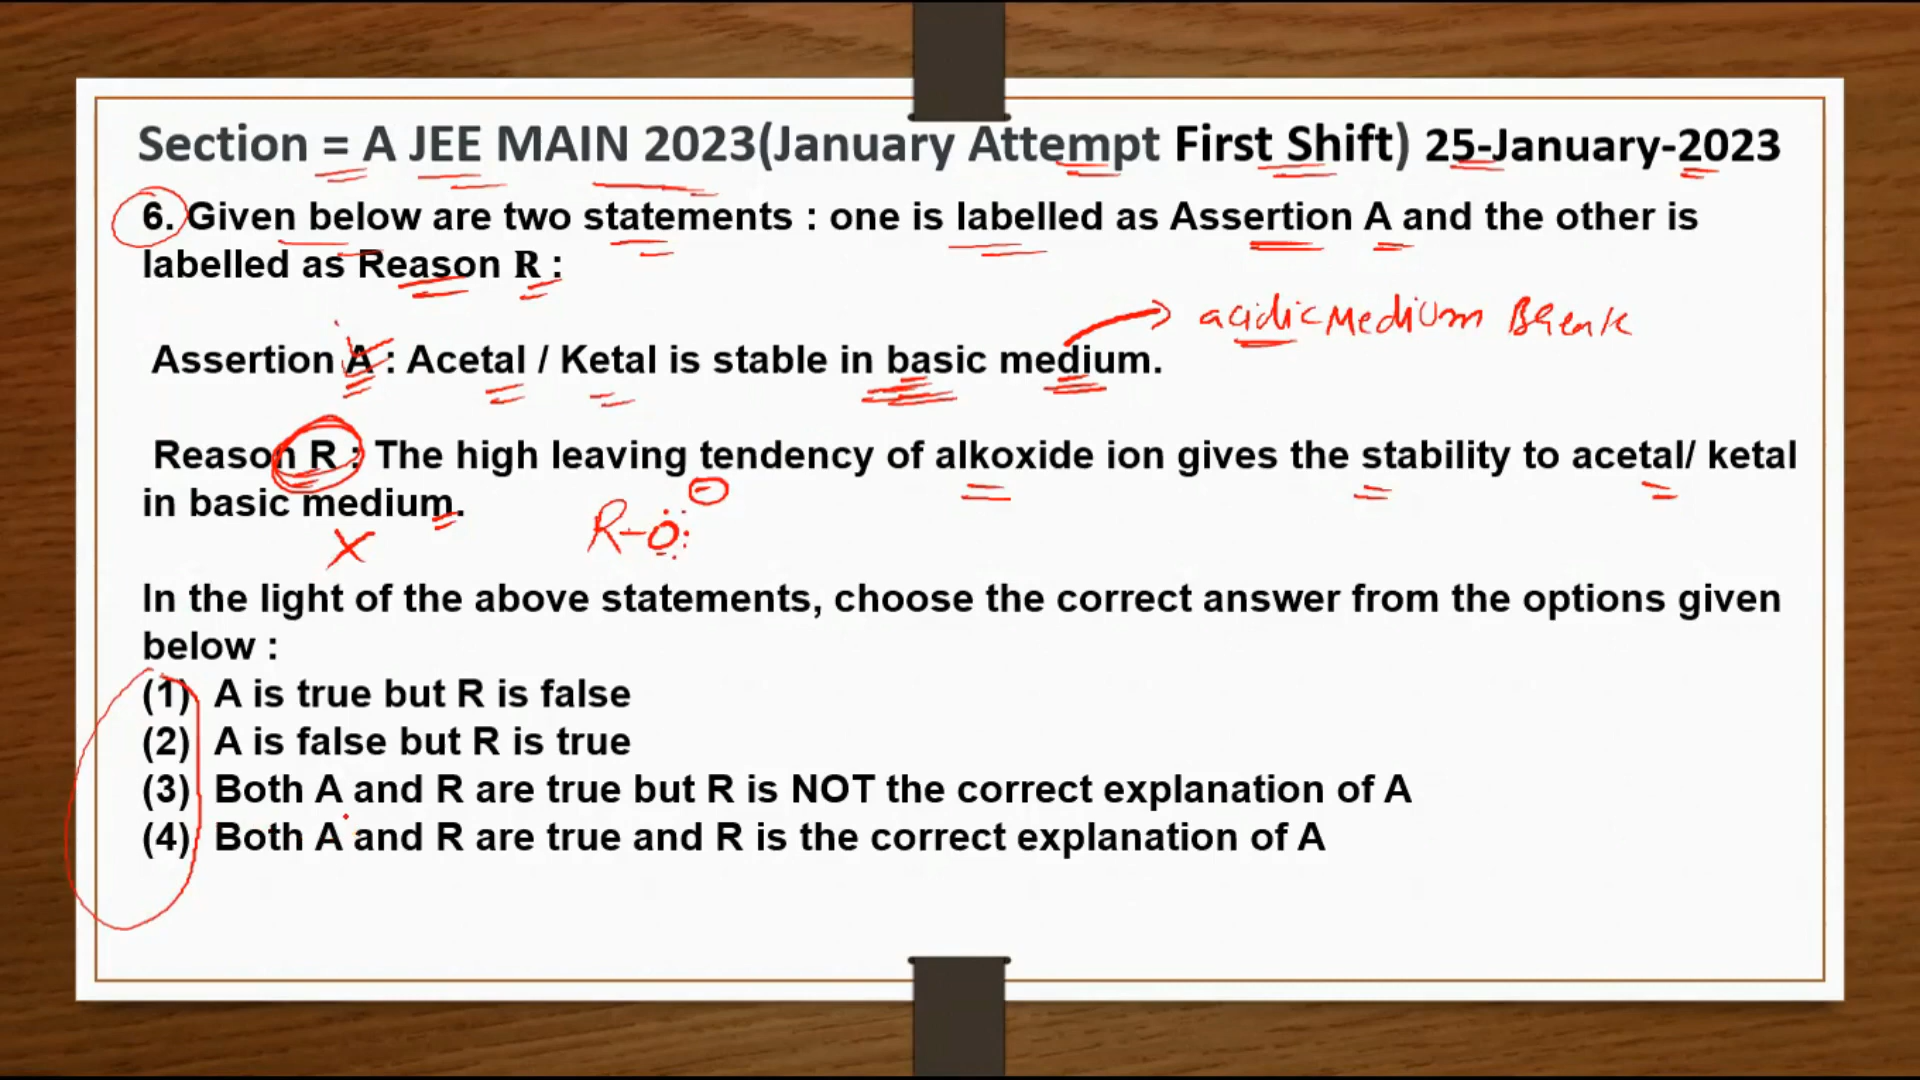 Section = A JEE MAIN 2023(January Attempt First Shift) 25-January-2023
6. Given below are two statements : one is labelled as Assertion A and the other is
labelled as Reason R :
acidic Medium Break
Assertion A : Acetal / Ketal is stable in basic medium.
Reason R : The high leaving tendency of alkoxide ion gives the stability to acetal/ ketal
in basic medium.
R-O:
In the light of the above statements, choose the correct answer from the options given
below :
(1) A is true but R is false
(2) A is false but R is true
(3) Both A and R are true but R is NOT the correct explanation of A
(4) Both A and R are true and R is the correct explanation of A